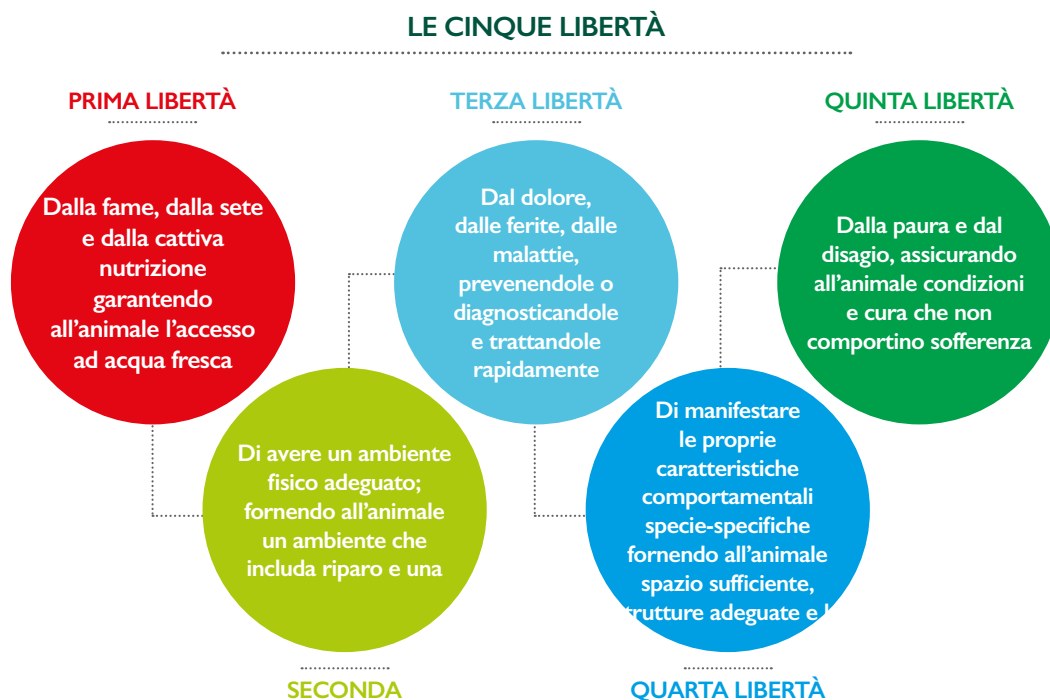 LE CINQUE LIBERTÀ
PRIMA LIBERTÀ
Dalla fame, dalla sete
e dalla cattiva
nutrizione
garantendo
all’animale l’accesso
ad acqua fresca
SECONDA
Di avere un ambiente
fisico adeguato;
fornendo all’animale
un ambiente che
includa riparo e una
TERZA LIBERTÀ
Dal dolore,
dalle ferite, dalle
malattie,
prevenendole o
diagnosticandole
e trattandole
rapidamente
QUARTA LIBERTÀ
Di manifestare
le proprie
caratteristiche
comportamentali
specie-specifiche
fornendo all’animale
spazio sufficiente,
trutture adeguate e
QUINTA LIBERTÀ
Dalla paura e dal
disagio, assicurando
all’animale condizioni
e cura che non
comportino sofferenza